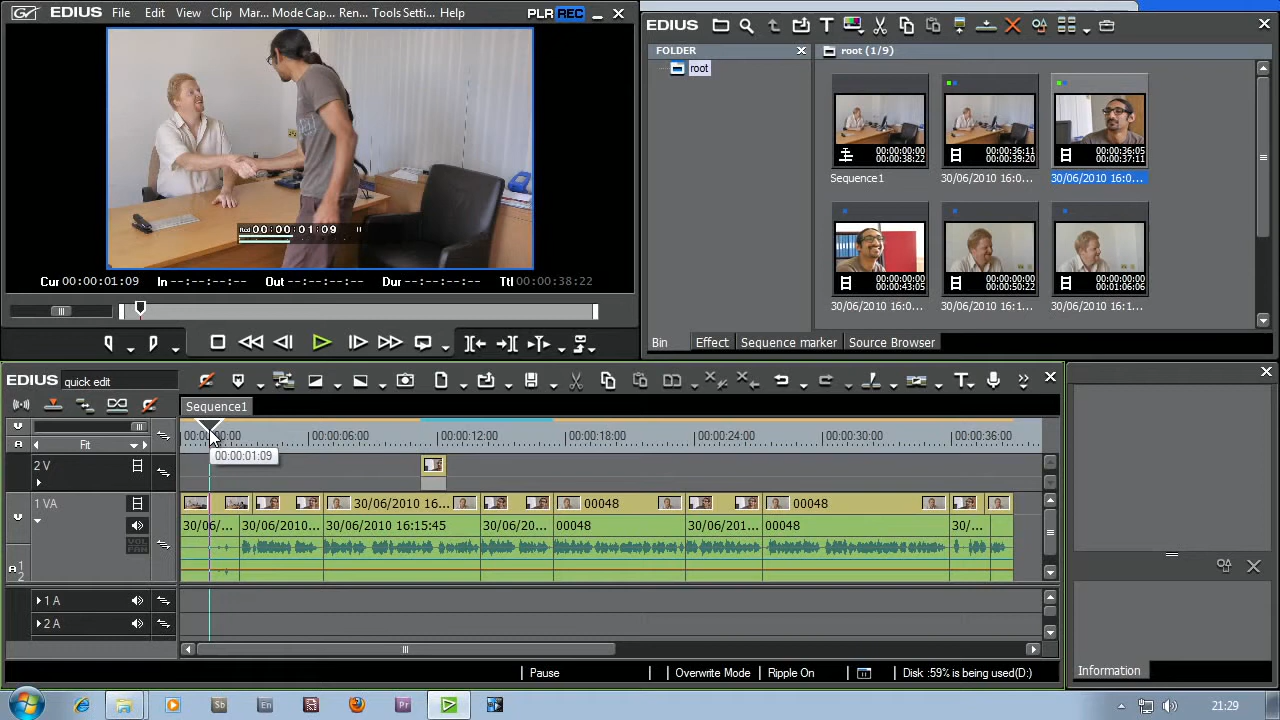 EDIUS File Edit View Clip Mar... Mode Cap... Ren... Tools Setti... Help PLR REC
Rcd 00:00:01:09
Cur 00:00:01:09 In --:--:--:-- Out --:--:--:-- Dur --:--:--:-- Ttl 00:00:38:22
EDIUS
FOLDER
root
root (1/9)
00:00:00:00
00:00:38:22
Sequence1
00:00:36:11
00:00:39:20
30/06/2010 16:0...
00:00:36:05
00:00:37:11
30/06/2010 16:0...
00:00:00:00
00:00:43:05
30/06/2010 16:0...
00:00:00:00
00:00:50:22
30/06/2010 16:1...
00:00:00:00
00:01:06:06
30/06/2010 16:1...
Bin Effect Sequence marker Source Browser
EDIUS quick edit
Sequence1
Fit
00:00:06:00 00:00:12:00 00:00:18:00 00:00:24:00 00:00:30:00 00:00:36:00
00:00:01:09
2 V
1 VA
30/06/2010 16... 00048 00048
30/06/... 30/06/2010... 30/06/2010 16:15:45 30/06/20... 00048 30/06/201... 00048 30/...
VOL
PAN
1
2
1 A
2 A
Pause Overwrite Mode Ripple On Disk :59% is being used(D:)
Information
Sb En Pr 21:29